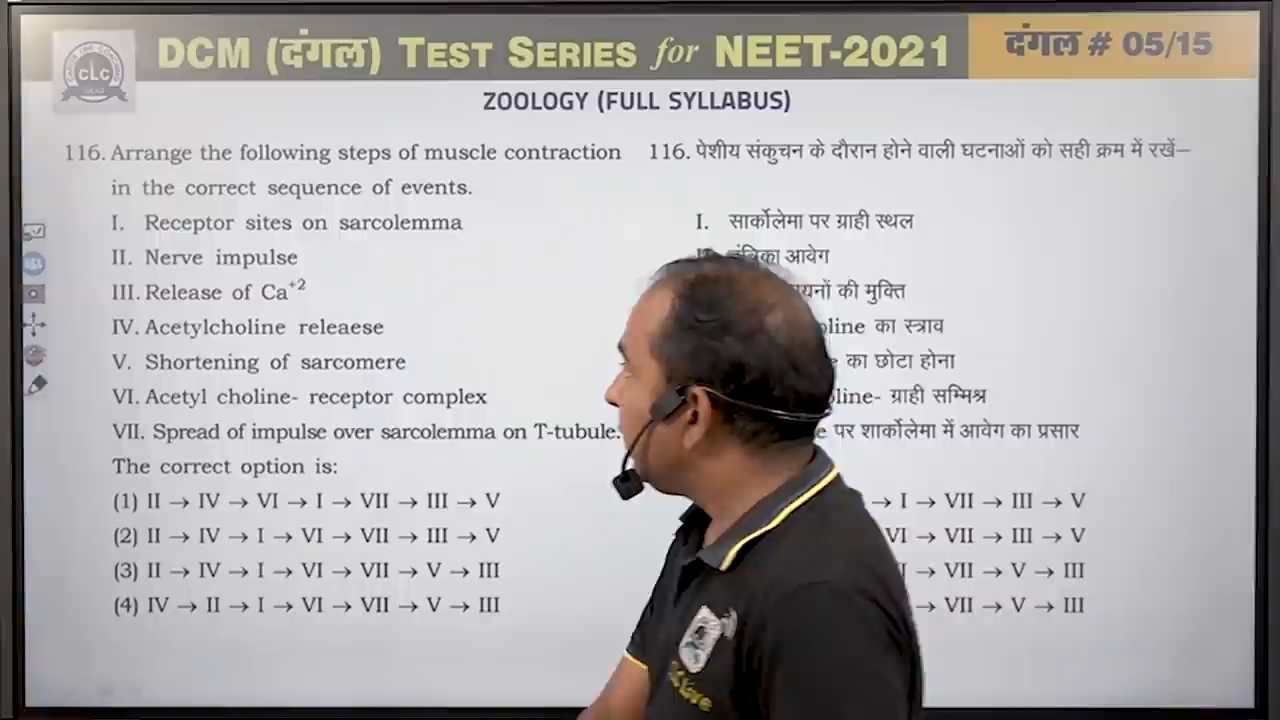 DCM (दंगल) TEST SERIES for NEET-2021
दंगल # 05/15
CLC
ZOOLOGY (FULL SYLLABUS)
116. Arrange the following steps of muscle contraction
in the correct sequence of events.
I. Receptor sites on sarcolemma
II. Nerve impulse
III. Release of Ca+2
IV. Acetylcholine releaese
V. Shortening of sarcomere
VI. Acetyl choline- receptor complex
VII. Spread of impulse over sarcolemma on T-tubule.
The correct option is:
(1) II → IV → VI → I → VII → III → V
(2) II → IV → I → VI → VII → III → V
(3) II → IV → I → VI → VII → V → III
(4) IV → II → I → VI → VII → V → III
116. पेशीय संकुचन के दौरान होने वाली घटनाओं को सही क्रम में रखें–
I. सार्कोलेमा पर ग्राही स्थल
आवेग
की मुक्ति
का स्त्राव
का छोटा होना
ग्राही सम्मिश्र
पर शार्कोलेमा में आवेग का प्रसार
→ I → VII → III → V
VI → VII → III → V
→ VII → V → III
→ VII → V → III